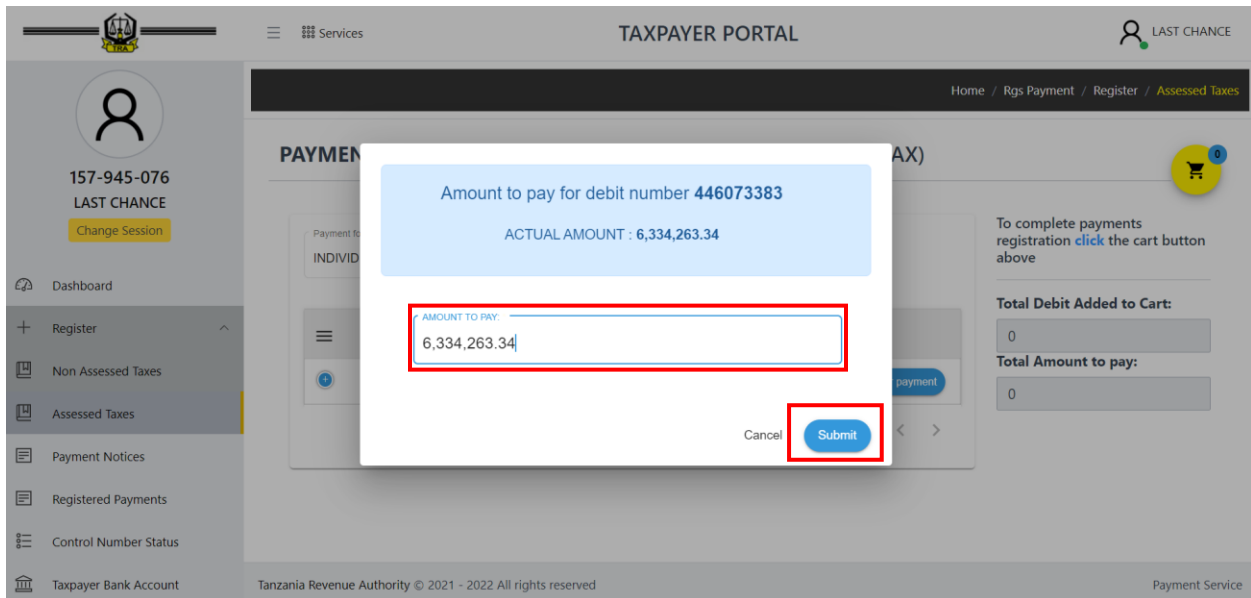 TRA
Services
TAXPAYER PORTAL
LAST CHANCE
Home / Rgs Payment / Register / Assessed Taxes
157-945-076
LAST CHANCE
Change Session
Dashboard
Register
Non Assessed Taxes
Assessed Taxes
Payment Notices
Registered Payments
Control Number Status
Taxpayer Bank Account
PAYMEN
AX)
0
Payment fo
INDIVID
payment
Amount to pay for debit number 446073383
ACTUAL AMOUNT : 6,334,263.34
AMOUNT TO PAY:
6,334,263.34
Cancel
Submit
To complete payments
registration click the cart button
above
Total Debit Added to Cart:
0
Total Amount to pay:
0
Tanzania Revenue Authority © 2021 - 2022 All rights reserved
Payment Service